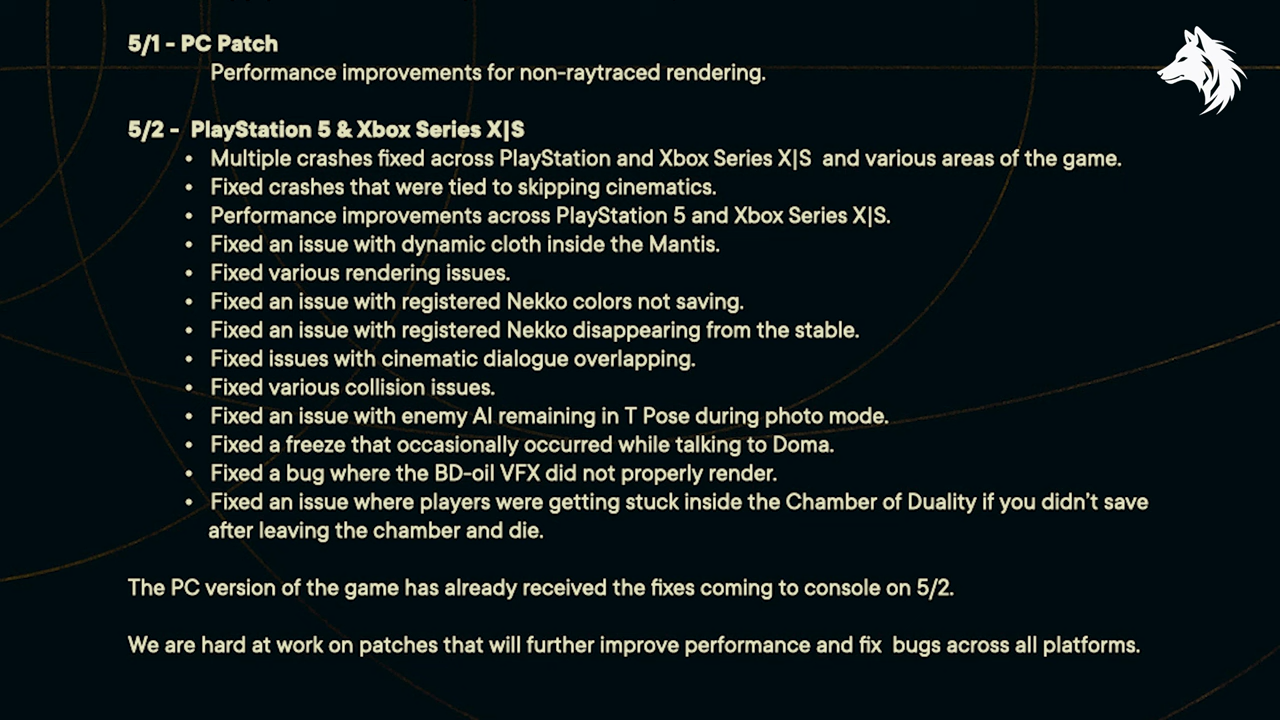 5/1 - PC Patch
Performance improvements for non-raytraced rendering.
5/2 - PlayStation 5 & Xbox Series X|S
• Multiple crashes fixed across PlayStation and Xbox Series X|S and various areas of the game.
• Fixed crashes that were tied to skipping cinematics.
• Performance improvements across PlayStation 5 and Xbox Series X|S.
• Fixed an issue with dynamic cloth inside the Mantis.
• Fixed various rendering issues.
• Fixed an issue with registered Nekko colors not saving.
• Fixed an issue with registered Nekko disappearing from the stable.
• Fixed issues with cinematic dialogue overlapping.
• Fixed various collision issues.
• Fixed an issue with enemy AI remaining in T Pose during photo mode.
• Fixed a freeze that occasionally occurred while talking to Doma.
• Fixed a bug where the BD-oil VFX did not properly render.
• Fixed an issue where players were getting stuck inside the Chamber of Duality if you didn't save
after leaving the chamber and die.
The PC version of the game has already received the fixes coming to console on 5/2.
We are hard at work on patches that will further improve performance and fix bugs across all platforms.